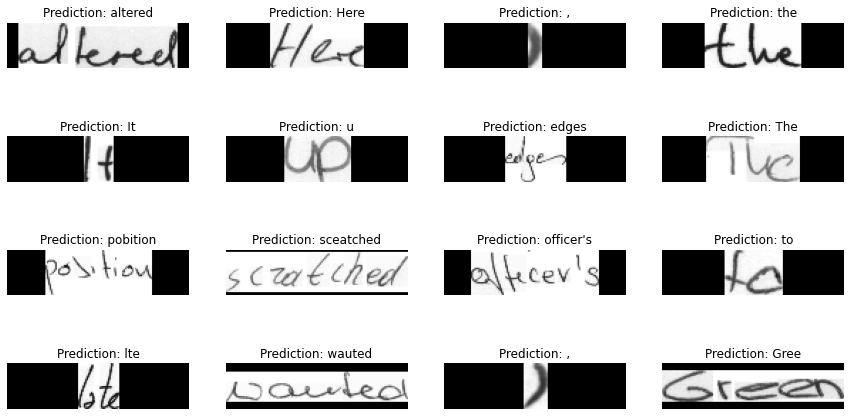 Prediction: altered Prediction: Here Prediction: , Prediction: the
altered Here , the
Prediction: It Prediction: u Prediction: edges Prediction: The
It up edges The
Prediction: pobition Prediction: sceatched Prediction: officer's Prediction: to
position scratched officer's to
Prediction: lte Prediction: wauted Prediction: , Prediction: Gree
late wanted , Green